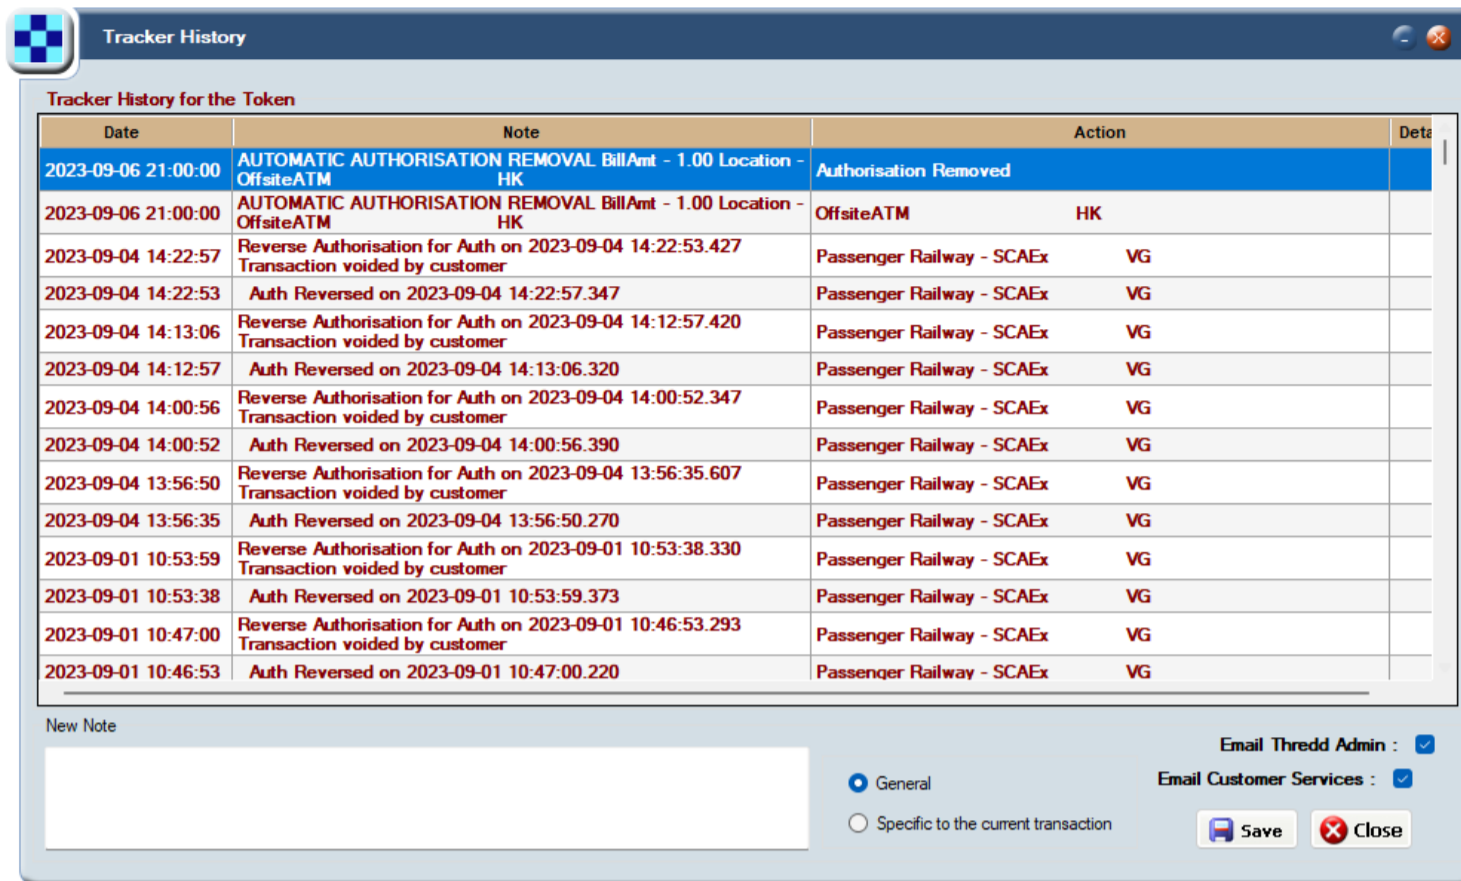 Tracker History
Tracker History for the Token
Date Note Action Deta
2023-09-06 21:00:00 AUTOMATIC AUTHORISATION REMOVAL BillAmt - 1.00 Location - Authorisation Removed
OffsiteATM HK
2023-09-06 21:00:00 AUTOMATIC AUTHORISATION REMOVAL BillAmt - 1.00 Location - OffsiteATM HK
OffsiteATM HK
2023-09-04 14:22:57 Reverse Authorisation for Auth on 2023-09-04 14:22:53.427 Passenger Railway - SCAEx VG
Transaction voided by customer
2023-09-04 14:22:53 Auth Reversed on 2023-09-04 14:22:57.347 Passenger Railway - SCAEx VG
2023-09-04 14:13:06 Reverse Authorisation for Auth on 2023-09-04 14:12:57.420 Passenger Railway - SCAEx VG
Transaction voided by customer
2023-09-04 14:12:57 Auth Reversed on 2023-09-04 14:13:06.320 Passenger Railway - SCAEx VG
2023-09-04 14:00:56 Reverse Authorisation for Auth on 2023-09-04 14:00:52.347 Passenger Railway - SCAEx VG
Transaction voided by customer
2023-09-04 14:00:52 Auth Reversed on 2023-09-04 14:00:56.390 Passenger Railway - SCAEx VG
2023-09-04 13:56:50 Reverse Authorisation for Auth on 2023-09-04 13:56:35.607 Passenger Railway - SCAEx VG
Transaction voided by customer
2023-09-04 13:56:35 Auth Reversed on 2023-09-04 13:56:50.270 Passenger Railway - SCAEx VG
2023-09-01 10:53:59 Reverse Authorisation for Auth on 2023-09-01 10:53:38.330 Passenger Railway - SCAEx VG
Transaction voided by customer
2023-09-01 10:53:38 Auth Reversed on 2023-09-01 10:53:59.373 Passenger Railway - SCAEx VG
2023-09-01 10:47:00 Reverse Authorisation for Auth on 2023-09-01 10:46:53.293 Passenger Railway - SCAEx VG
Transaction voided by customer
2023-09-01 10:46:53 Auth Reversed on 2023-09-01 10:47:00.220 Passenger Railway - SCAEx VG
New Note
Email Thredd Admin :
General
Email Customer Services :
Specific to the current transaction
Save
Close